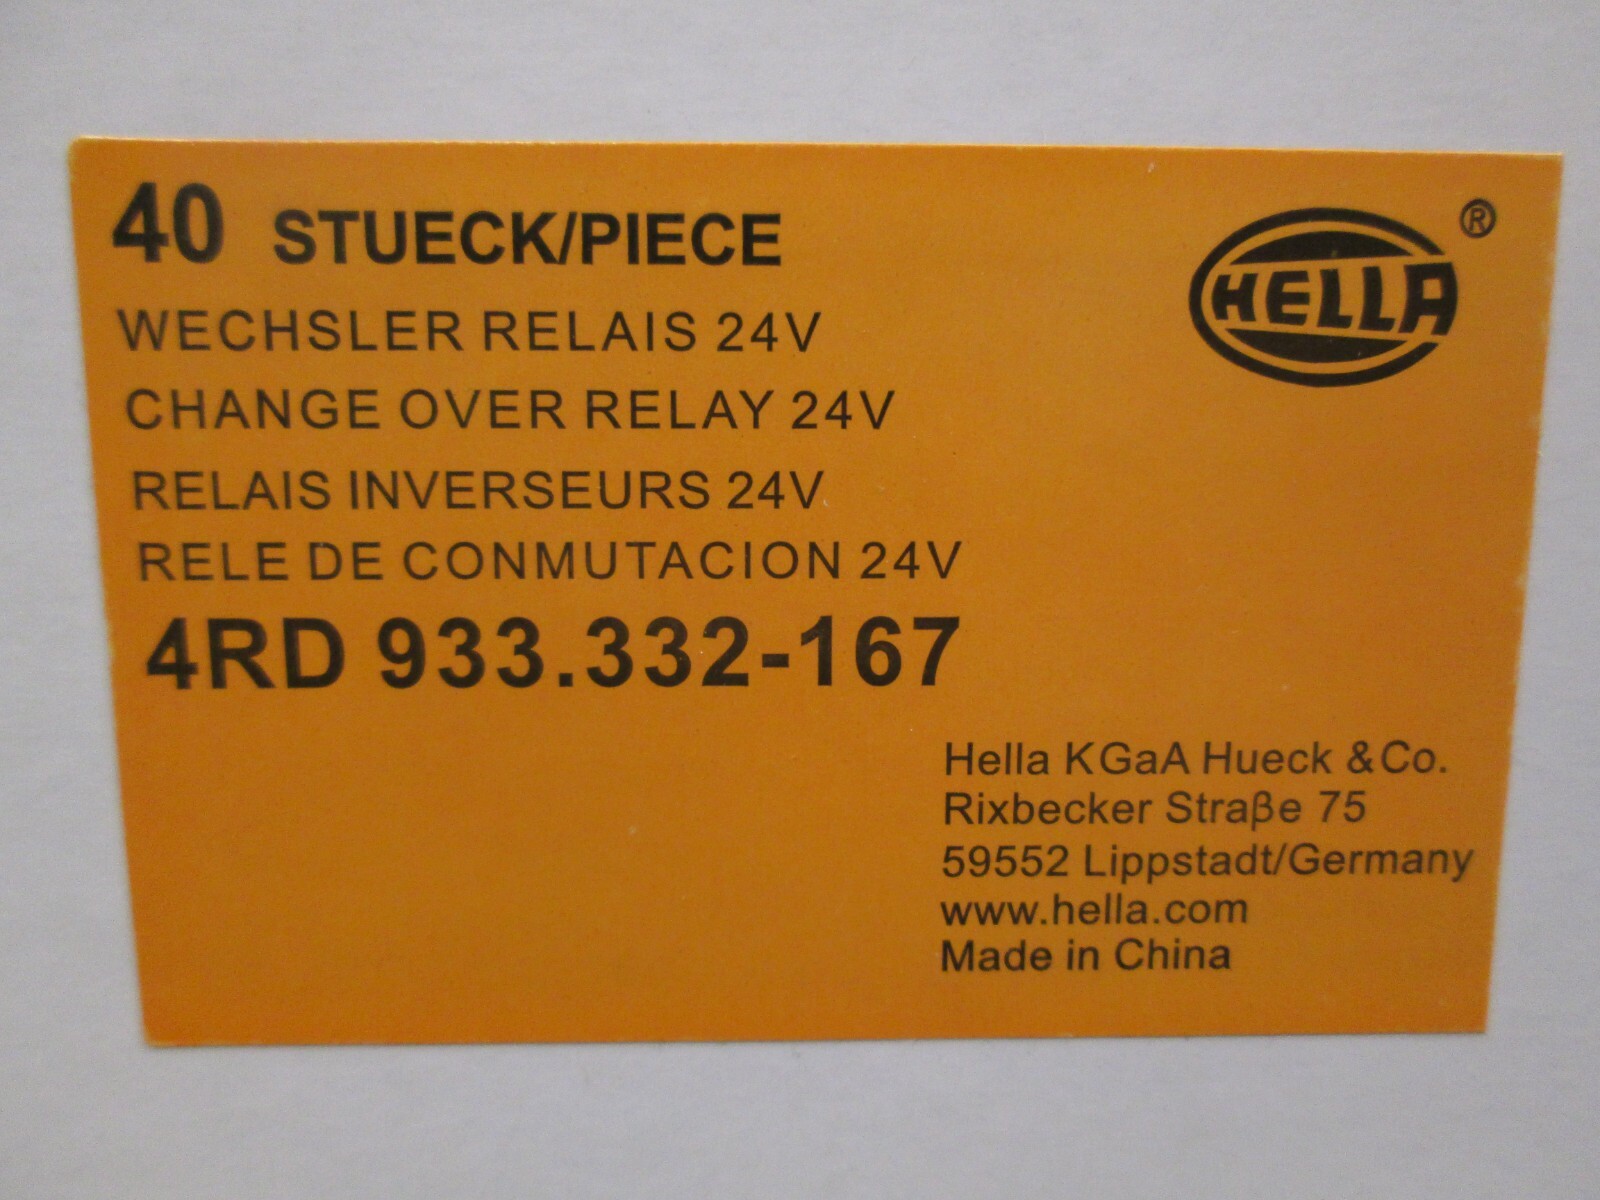 40 STUECK/PIECE
HELLA ®
WECHSLER RELAIS 24V
CHANGE OVER RELAY 24V
RELAIS INVERSEURS 24V
RELE DE CONMUTACION 24V
4RD 933.332-167
Hella KGaA Hueck &Co.
Rixbecker Straβe 75
59552 Lippstadt/Germany
www.hella.com
Made in China